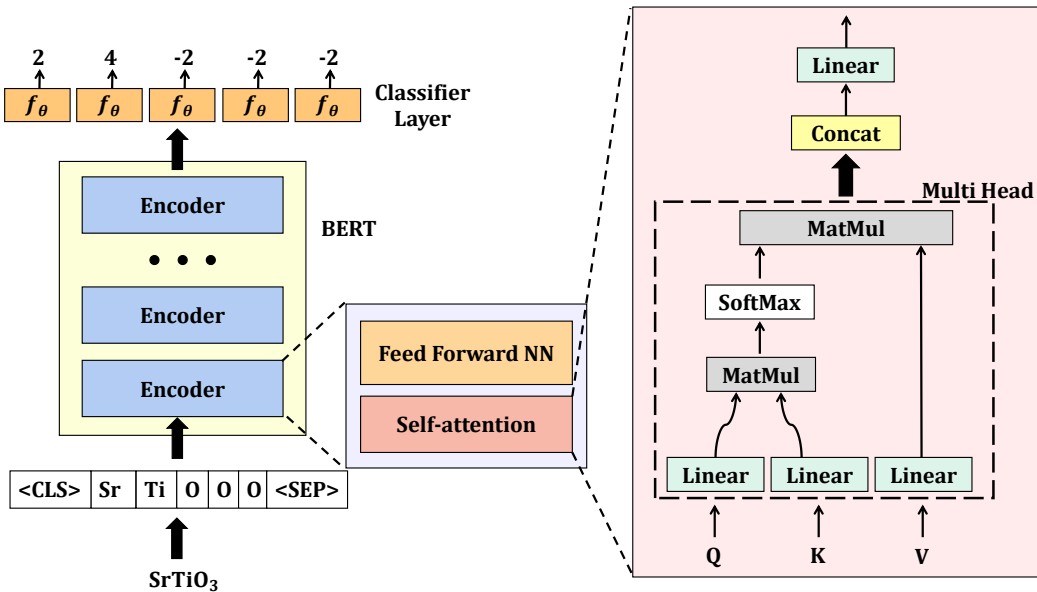 2 4 -2 -2 -2
f_θ f_θ f_θ f_θ f_θ
Classifier
Layer
Encoder
BERT
• • •
Encoder
Encoder
<CLS> Sr Ti O O O <SEP>
SrTiO₃
Feed Forward NN
Self-attention
Linear
Concat
Multi Head
MatMul
SoftMax
MatMul
Linear Linear Linear
Q K V